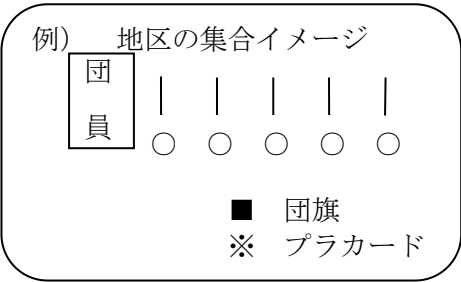 例） 地区の集合イメージ
団員
■ 団旗
※ プラカード